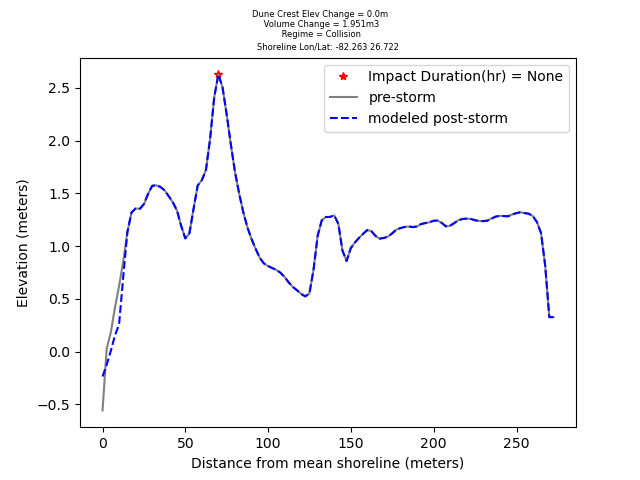 Dune Crest Elev Change = 0.0m
Volume Change = 1.951m3
Regime = Collision
Shoreline Lon/Lat: -82.263 26.722
Impact Duration(hr) = None
pre-storm
modeled post-storm
Elevation (meters)
2.5
2.0
1.5
1.0
0.5
0.0
−0.5
0 50 100 150 200 250
Distance from mean shoreline (meters)